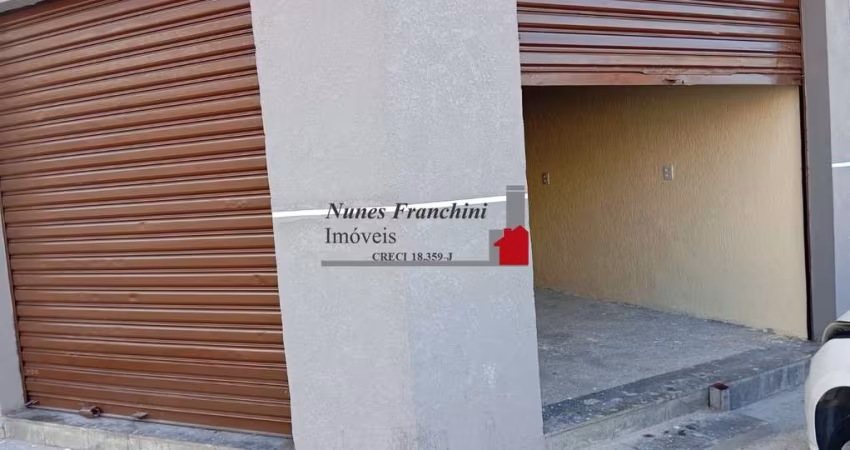 Nunes Franchini
Imóveis
CRECI 18.359-J